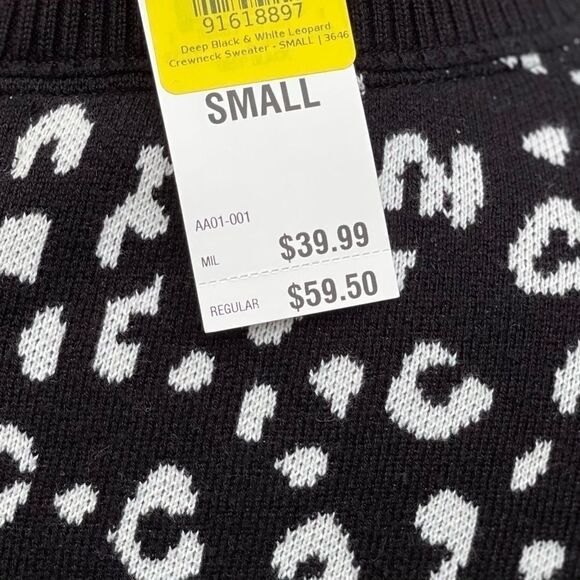 91618897
Deep Black & White Leopard
Crewneck Sweater - SMALL | 3646
SMALL
AA01-001
MIL $39.99
REGULAR $59.50